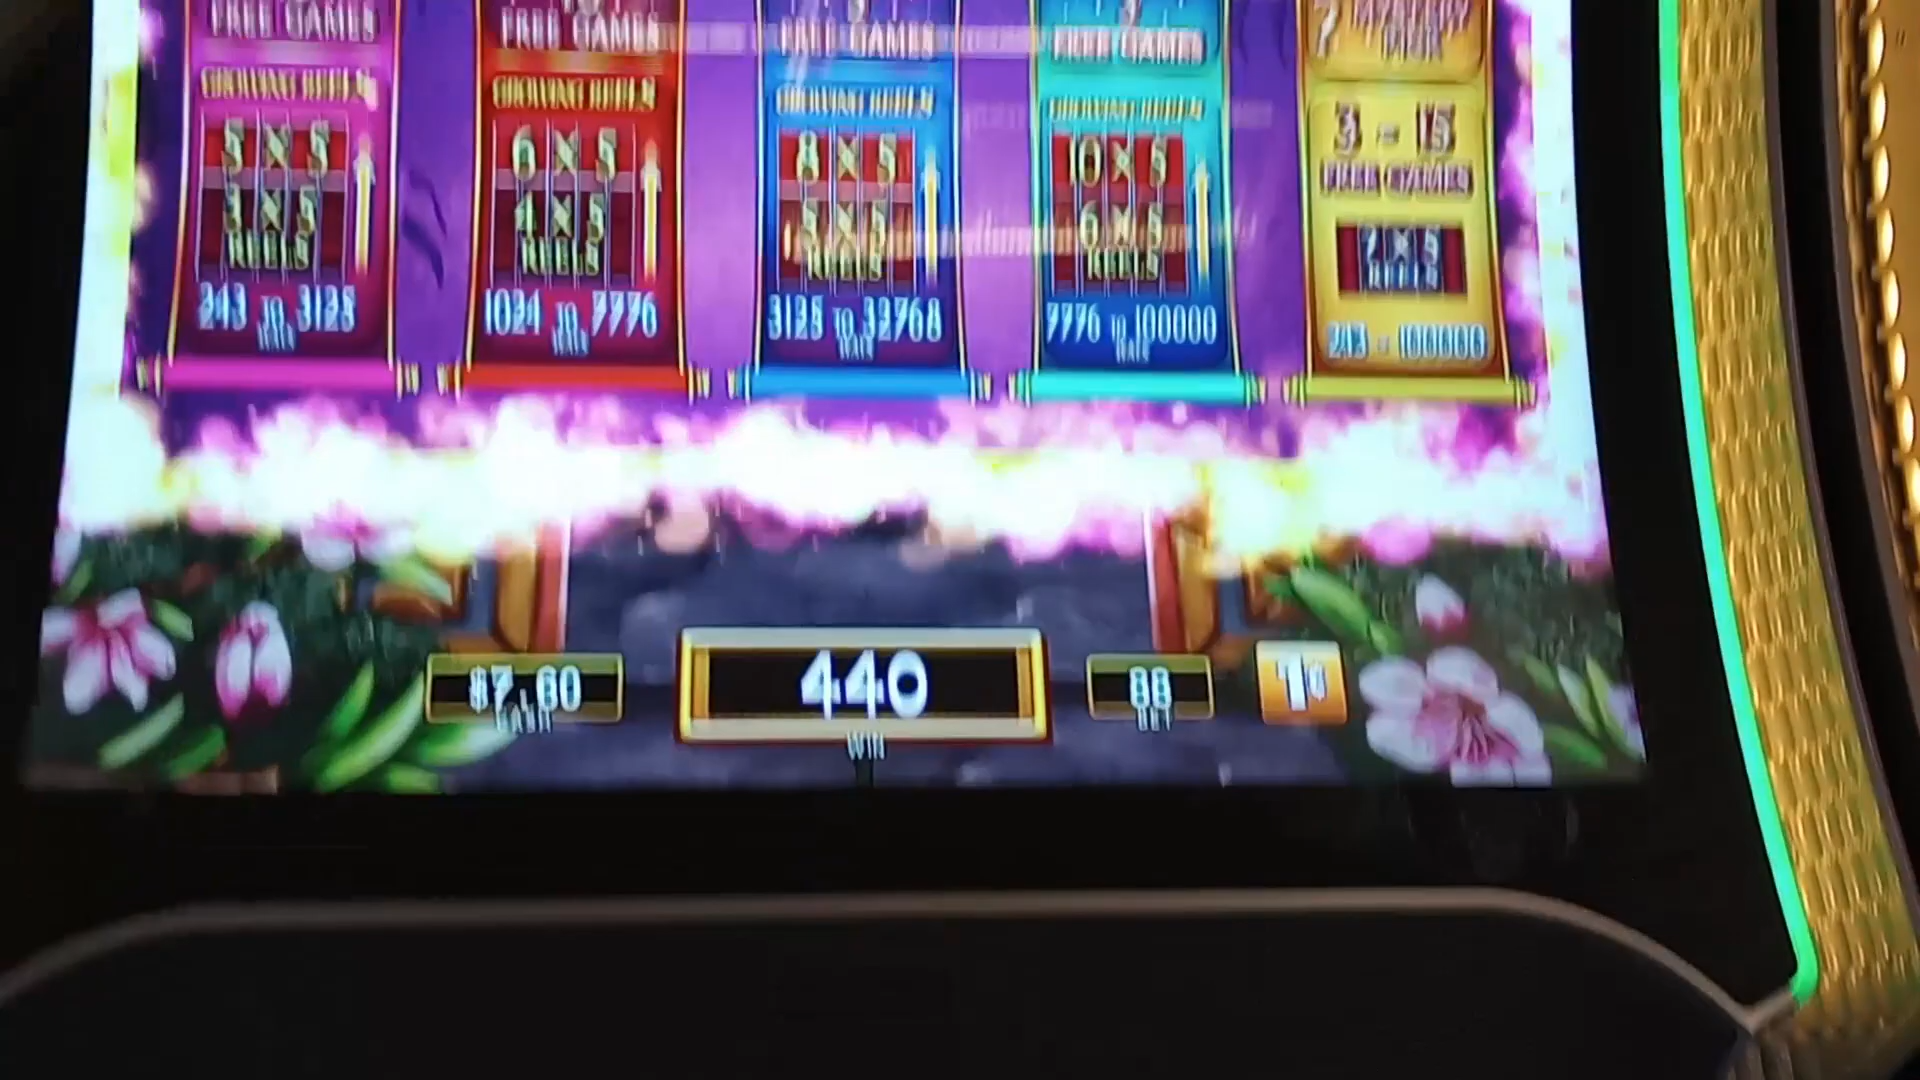 FREE GAMES
GROWING REELS
5 X 5
3 X 5
REELS
243 TO 3125
WAYS
FREE GAMES
GROWING REELS
6 X 5
4 X 5
REELS
1024 TO 7776
WAYS
FREE GAMES
GROWING REELS
8 X 5
5 X 5
REELS
3125 TO 32768
WAYS
FREE GAMES
GROWING REELS
10 X 5
6 X 5
REELS
7776 TO 100000
WAYS
? MYSTERY
PICK
3 - 15
FREE GAMES
? X 5
REELS
243 - 100000
$7.60
CASH
440
WIN
88
BET
1¢